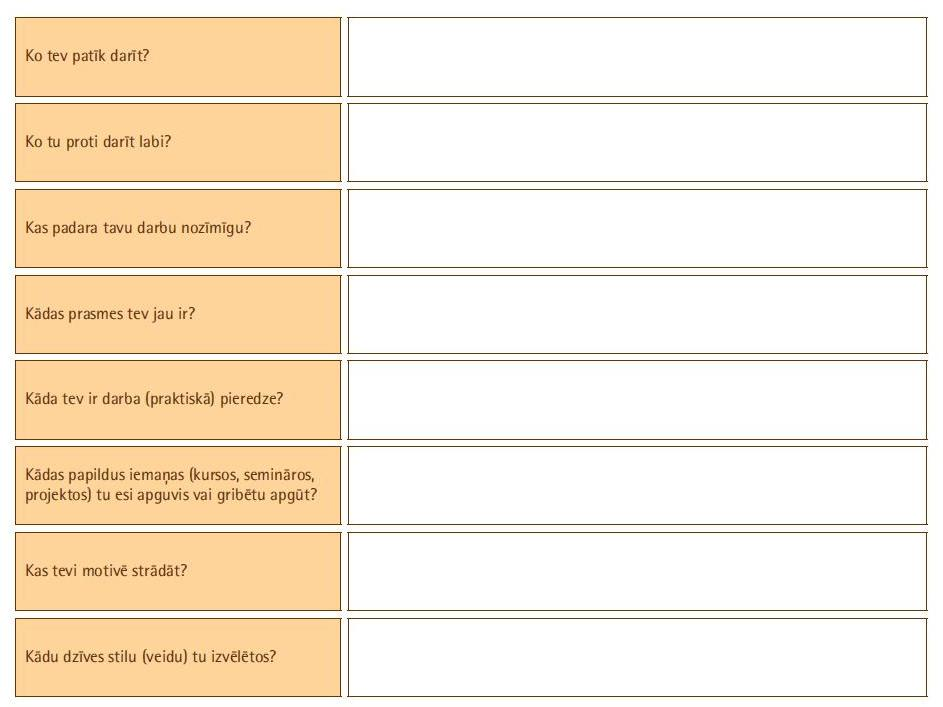 Ko tev patīk darīt?
Ko tu proti darīt labi?
Kas padara tavu darbu nozīmīgu?
Kādas prasmes tev jau ir?
Kāda tev ir darba (praktiskā) pieredze?
Kādas papildus iemaņas (kursos, semināros,
projektos) tu esi apguvis vai gribētu apgūt?
Kas tevi motivē strādāt?
Kādu dzīves stilu (veidu) tu izvēlētos?